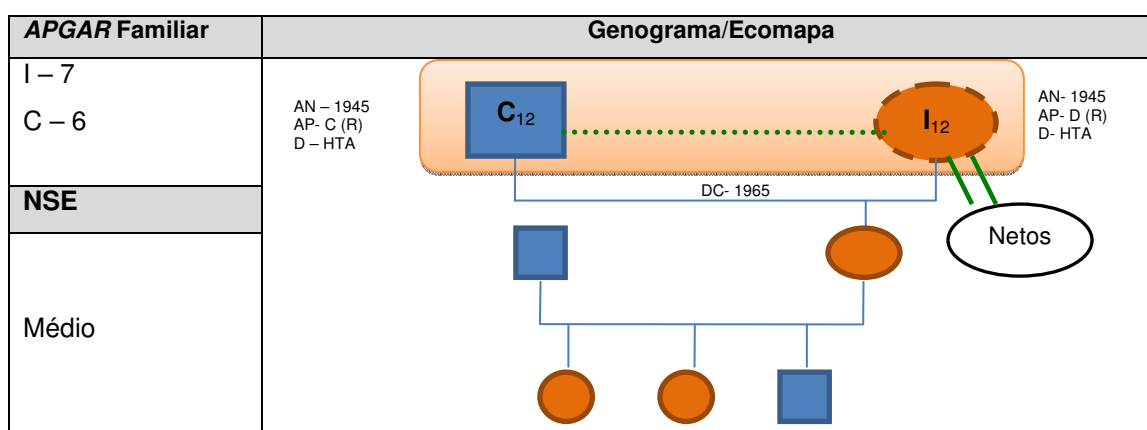 APGAR Familiar
Genograma/Ecomapa
I – 7
C – 6
NSE
Médio
AN – 1945
AP- C (R)
D – HTA
C12
I12
AN- 1945
AP- D (R)
D- HTA
DC- 1965
Netos